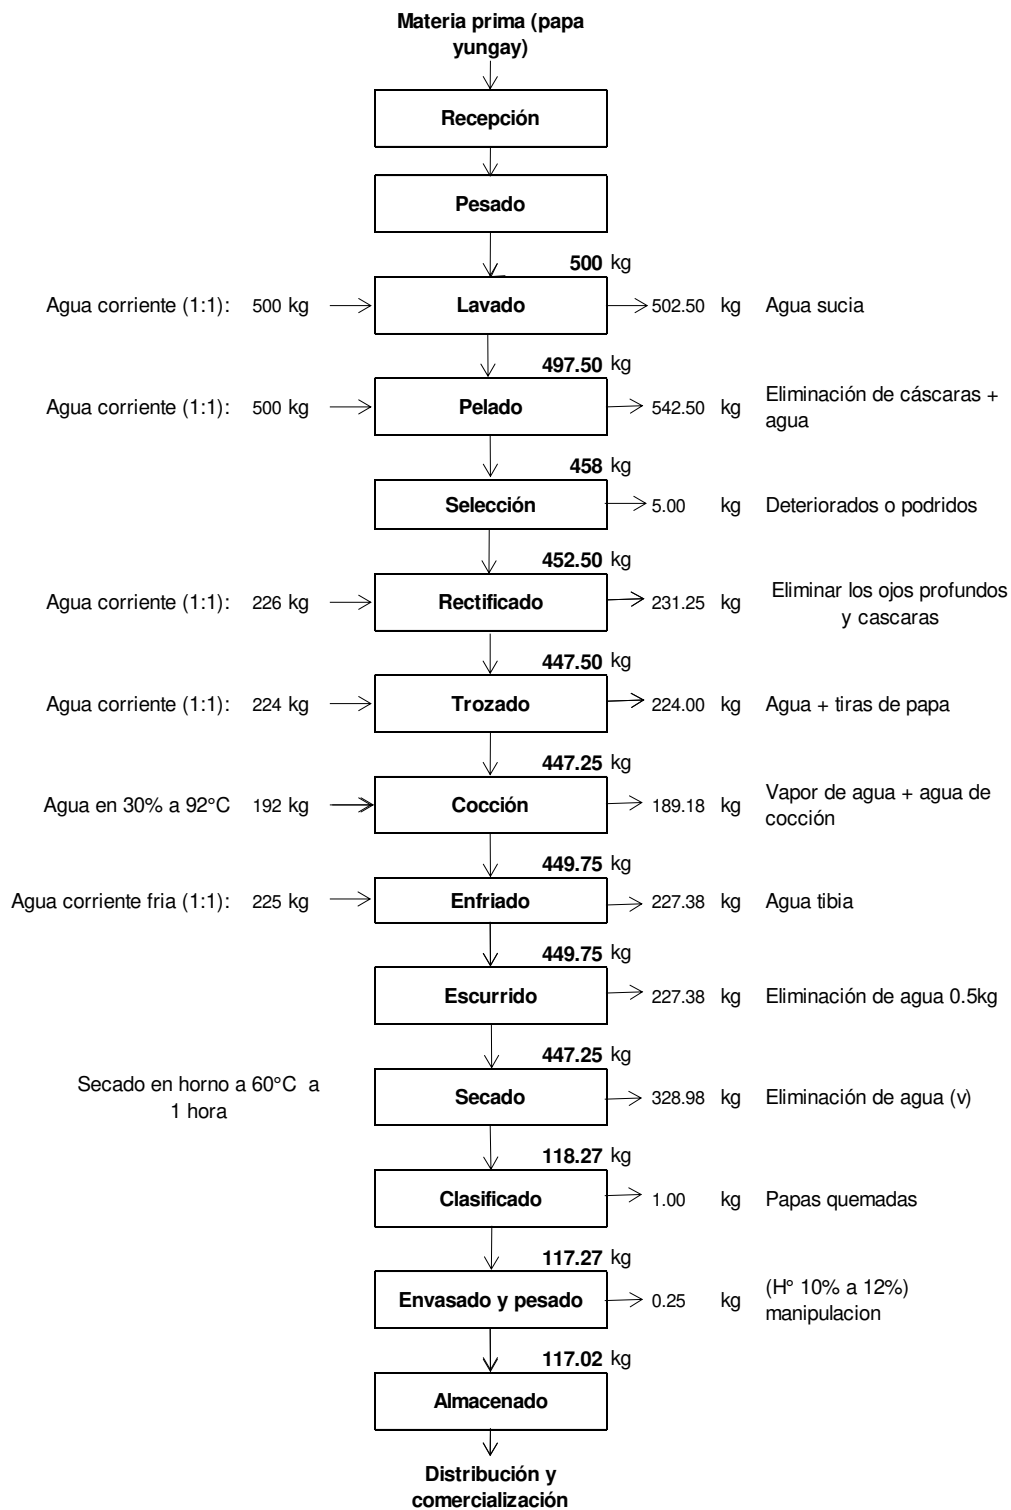 Materia prima (papa
yungay)
Recepción
Pesado
500 kg
Agua corriente (1:1): 500 kg Lavado 502.50 kg Agua sucia
497.50 kg
Agua corriente (1:1): 500 kg Pelado 542.50 kg Eliminación de cáscaras +
agua
458 kg
Selección 5.00 kg Deteriorados o podridos
452.50 kg
Agua corriente (1:1): 226 kg Rectificado 231.25 kg Eliminar los ojos profundos
y cascaras
447.50 kg
Agua corriente (1:1): 224 kg Trozado 224.00 kg Agua + tiras de papa
447.25 kg
Agua en 30% a 92°C 192 kg Cocción 189.18 kg Vapor de agua + agua de
cocción
449.75 kg
Agua corriente fria (1:1): 225 kg Enfriado 227.38 kg Agua tibia
449.75 kg
Escurrido 227.38 kg Eliminación de agua 0.5kg
447.25 kg
Secado en horno a 60°C a
1 hora
Secado 328.98 kg Eliminación de agua (v)
118.27 kg
Clasificado 1.00 kg Papas quemadas
117.27 kg
Envasado y pesado 0.25 kg (H° 10% a 12%)
manipulacion
117.02 kg
Almacenado
Distribución y
comercialización